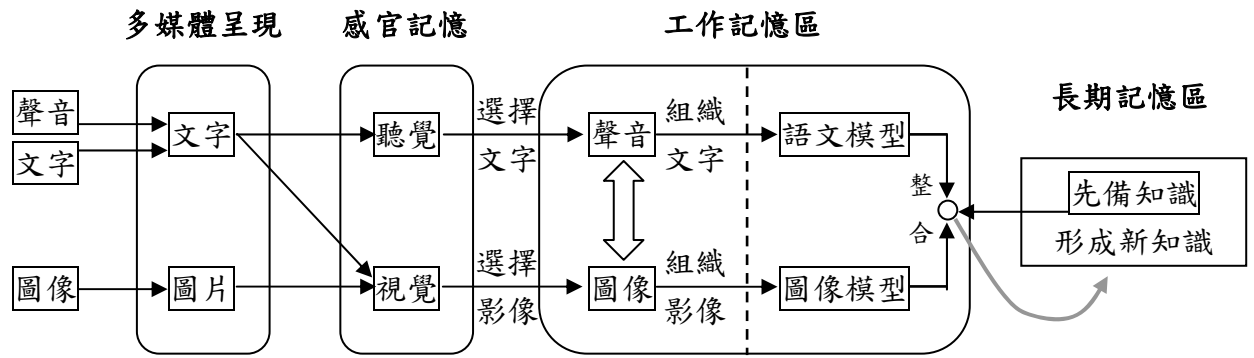 多媒體呈現
感官記憶
工作記憶區
長期記憶區
聲音
文字
圖像
文字
圖片
聽覺
視覺
選擇
文字
選擇
影像
聲音
圖像
組織
文字
組織
影像
語文模型
圖像模型
整
合
先備知識
形成新知識